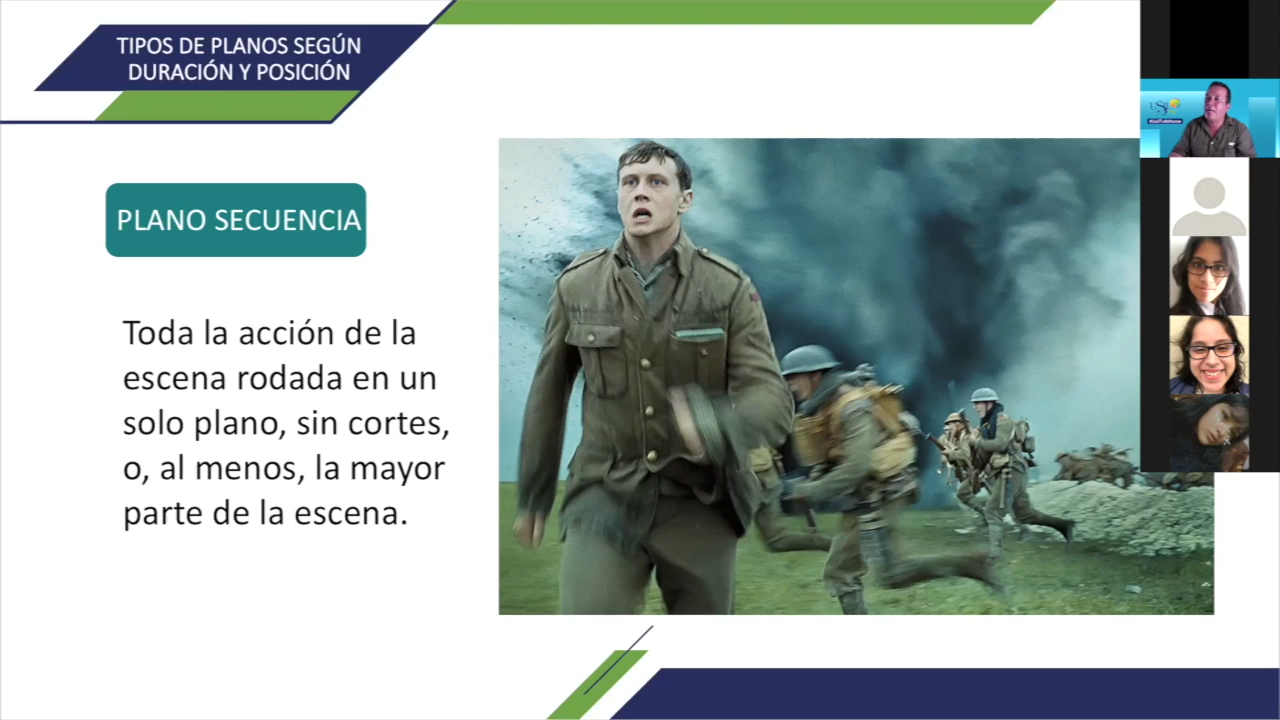 TIPOS DE PLANOS SEGÚN
DURACIÓN Y POSICIÓN
PLANO SECUENCIA
Toda la acción de la
escena rodada en un
solo plano, sin cortes,
o, al menos, la mayor
parte de la escena.